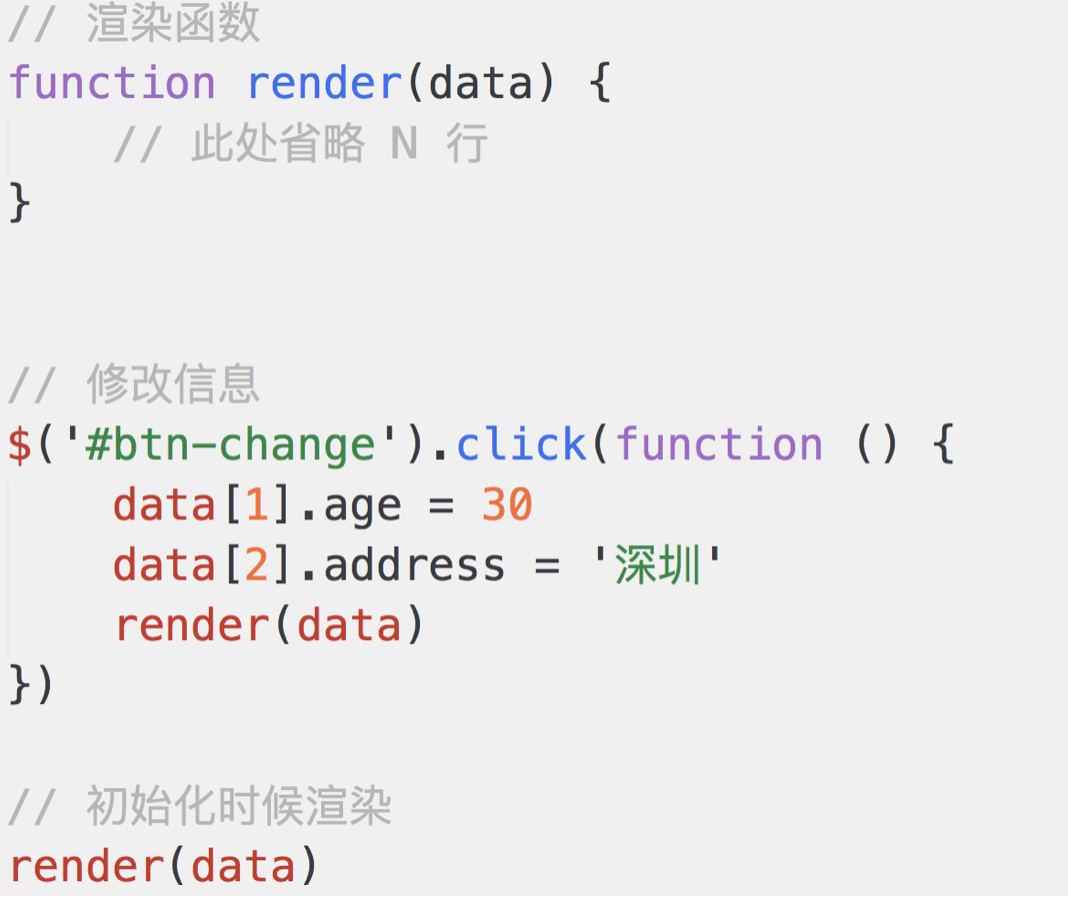 // 渲染函数
function render(data) {
    // 此处省略 N 行
}
// 修改信息
$('#btn-change').click(function () {
    data[1].age = 30
    data[2].address = '深圳'
    render(data)
})
// 初始化时候渲染
render(data)